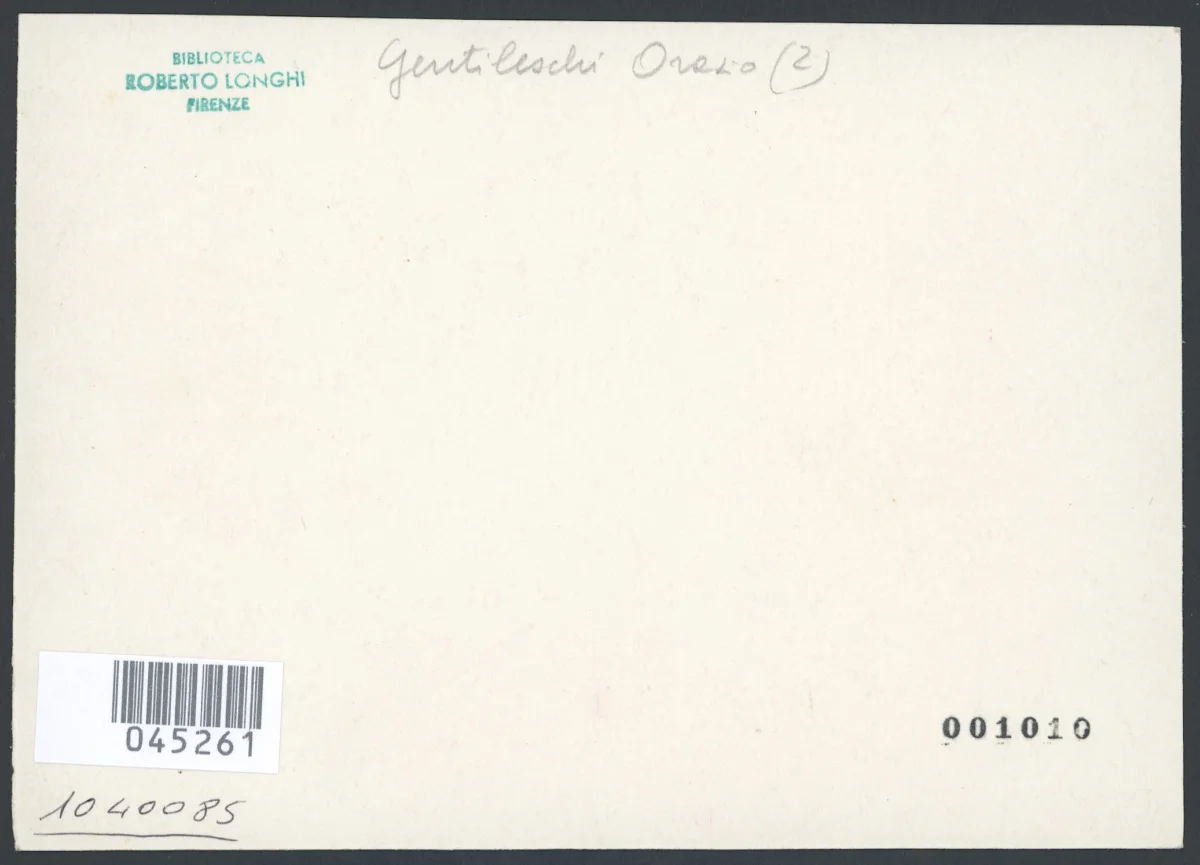 BIBLIOTECA
ROBERTO LONGHI
FIRENZE
Gentileschi Orazio (2)
045261
001010
1040085